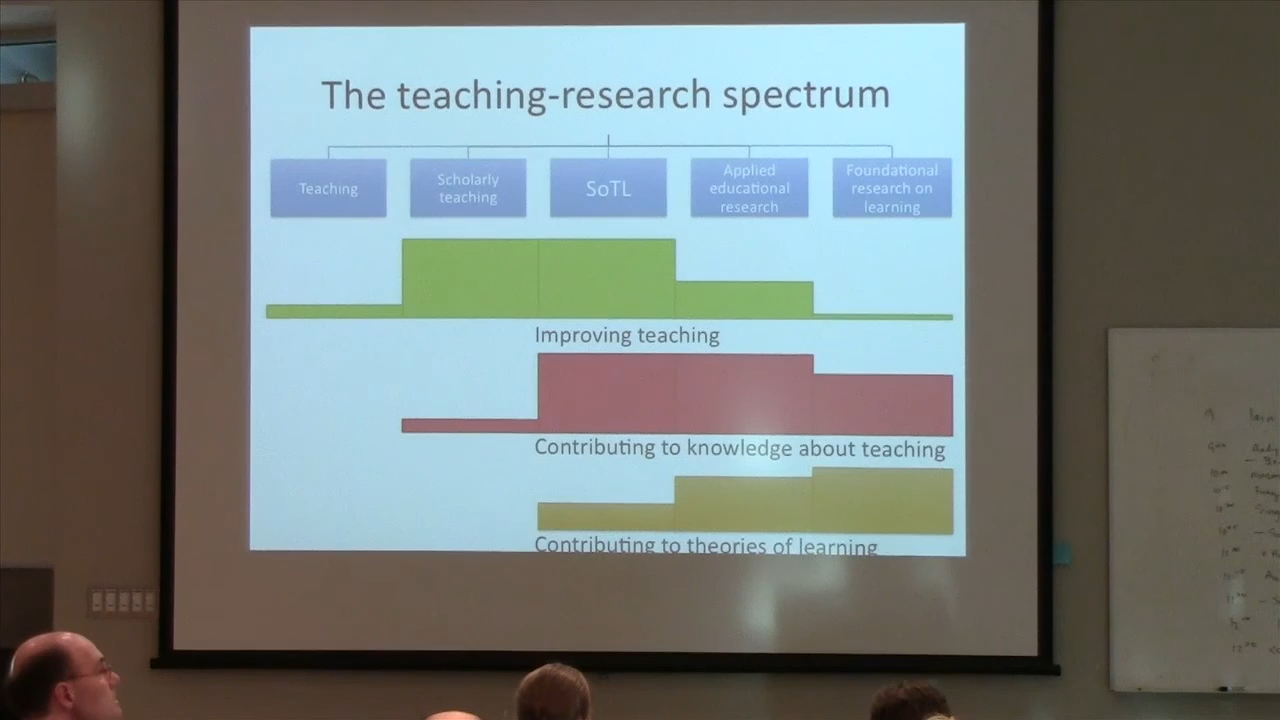 The teaching-research spectrum
Teaching
Scholarly
teaching
SoTL
Applied
educational
research
Foundational
research on
learning
Improving teaching
Contributing to knowledge about teaching
Contributing to theories of learning